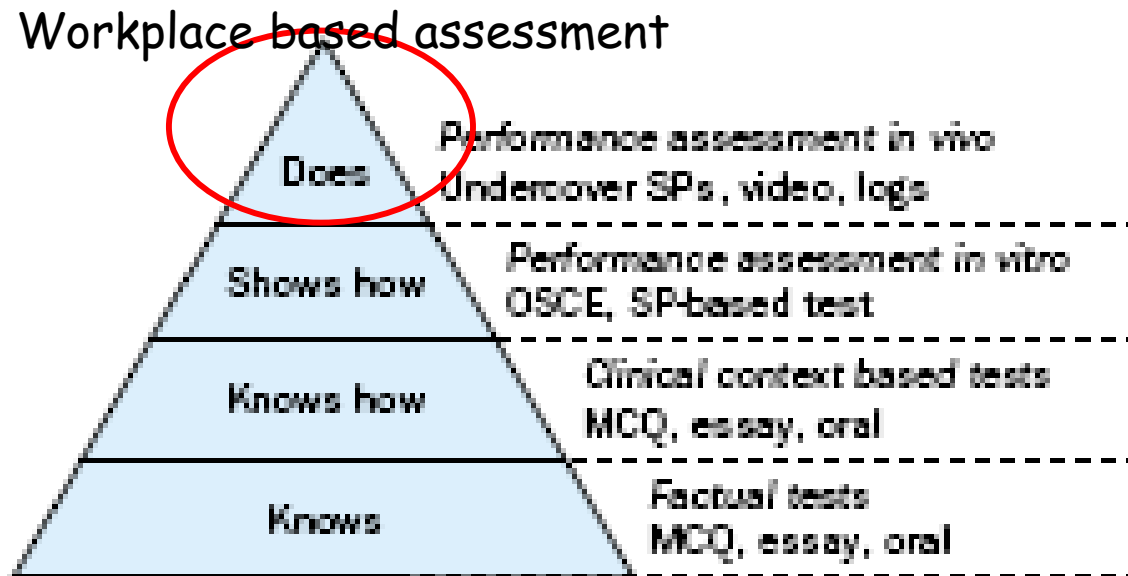 Workplace based assessment
Does
Performance assessment in vivo
Undercover SPs, video, logs
Shows how
Performance assessment in vitro
OSCE, SP-based test
Knows how
Clinical context based tests
MCQ, essay, oral
Knows
Factual tests
MCQ, essay, oral